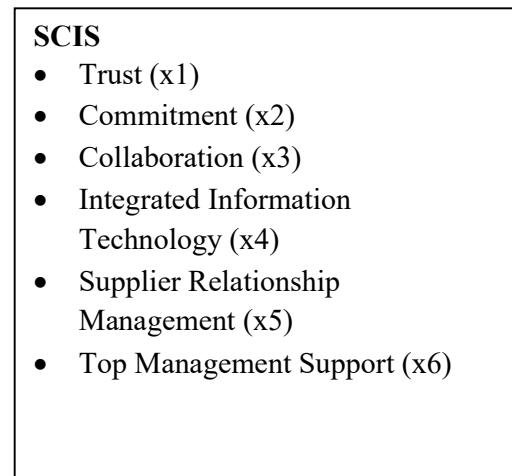 SCIS
• Trust (x1)
• Commitment (x2)
• Collaboration (x3)
• Integrated Information
Technology (x4)
• Supplier Relationship
Management (x5)
• Top Management Support (x6)